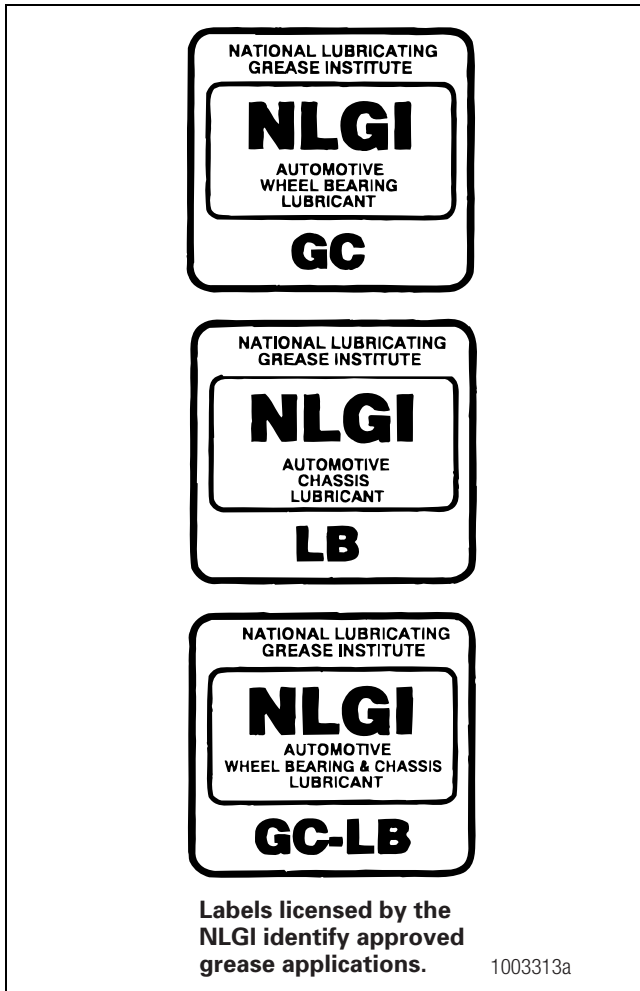 NATIONAL LUBRICATING
GREASE INSTITUTE
NLGI
AUTOMOTIVE
WHEEL BEARING
LUBRICANT
GC
NATIONAL LUBRICATING
GREASE INSTITUTE
NLGI
AUTOMOTIVE
CHASSIS
LUBRICANT
LB
NATIONAL LUBRICATING
GREASE INSTITUTE
NLGI
AUTOMOTIVE
WHEEL BEARING & CHASSIS
LUBRICANT
GC-LB
Labels licensed by the
NLGI identify approved
grease applications.
1003313a